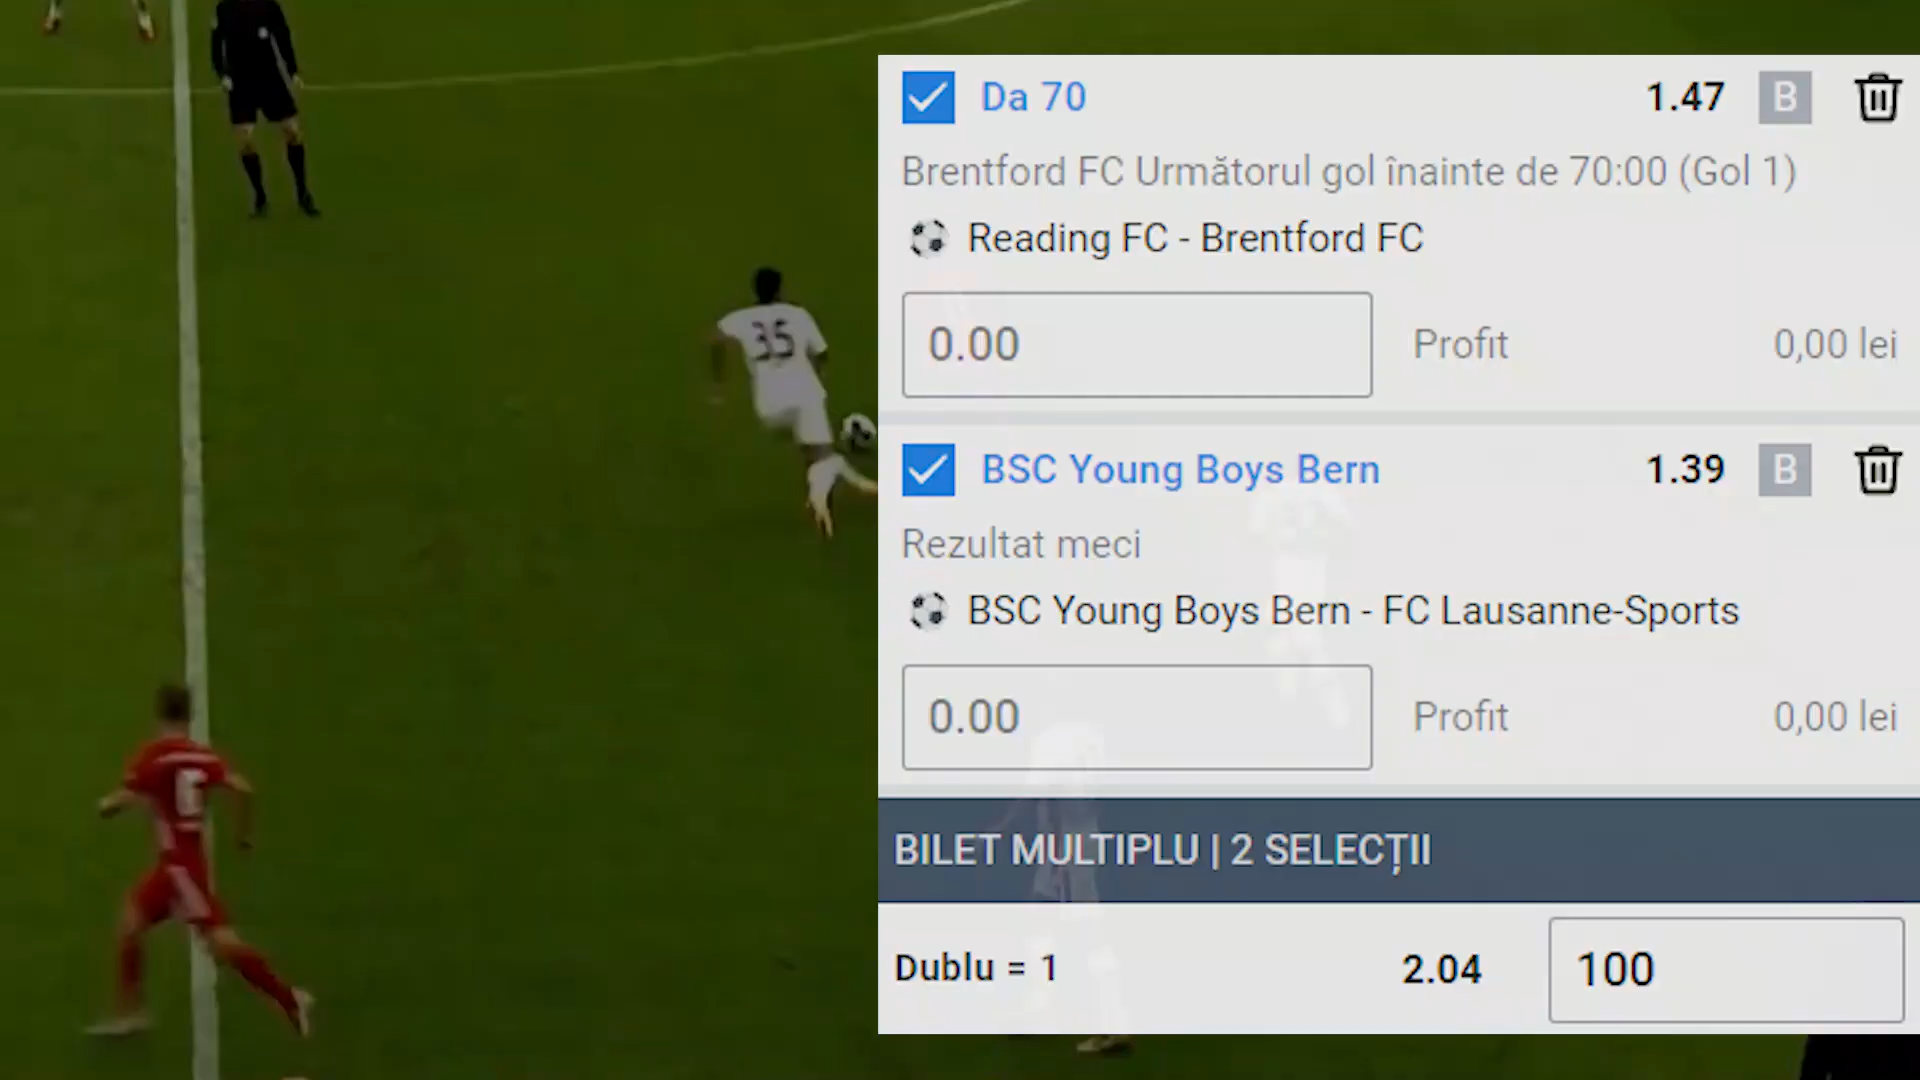 Da 70 1.47 B
Brentford FC Următorul gol înainte de 70:00 (Gol 1)
Reading FC - Brentford FC
0.00 Profit 0,00 lei
35
BSC Young Boys Bern 1.39 B
Rezultat meci
BSC Young Boys Bern - FC Lausanne-Sports
0.00 Profit 0,00 lei
BILET MULTIPLU | 2 SELECȚII
Dublu = 1 2.04 100